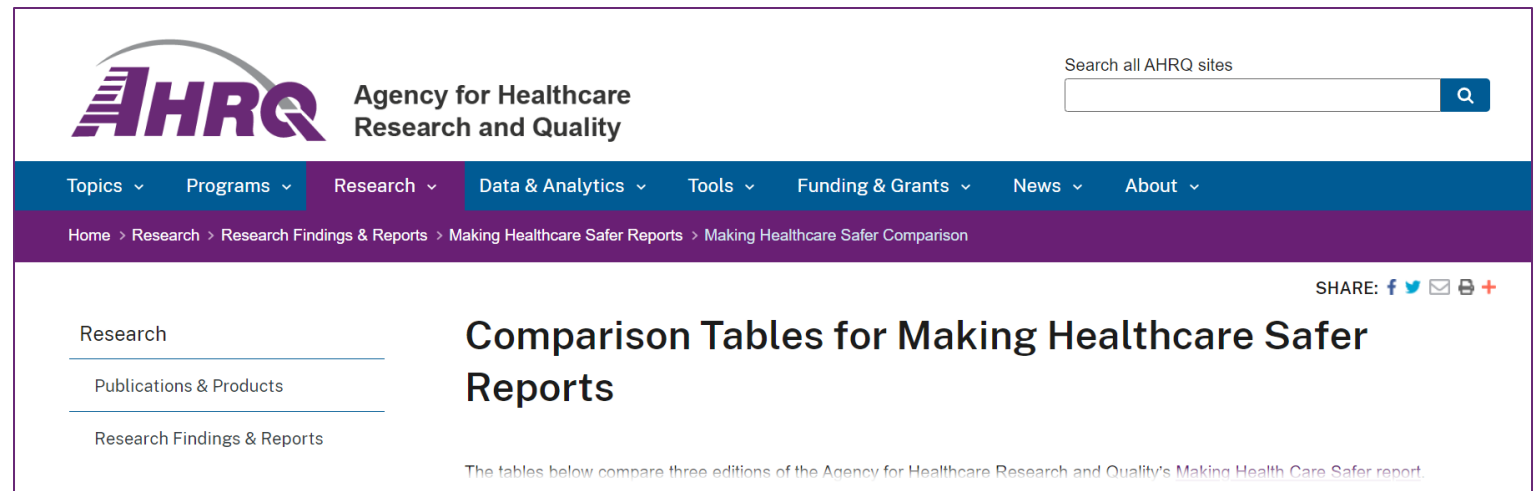 AHRQ
Agency for Healthcare
Research and Quality
Search all AHRQ sites
Topics Programs Research Data & Analytics Tools Funding & Grants News About
Home > Research > Research Findings & Reports > Making Healthcare Safer Reports > Making Healthcare Safer Comparison
SHARE:
Research
Publications & Products
Research Findings & Reports
Comparison Tables for Making Healthcare Safer
Reports
The tables below compare three editions of the Agency for Healthcare Research and Quality's Making Health Care Safer report.